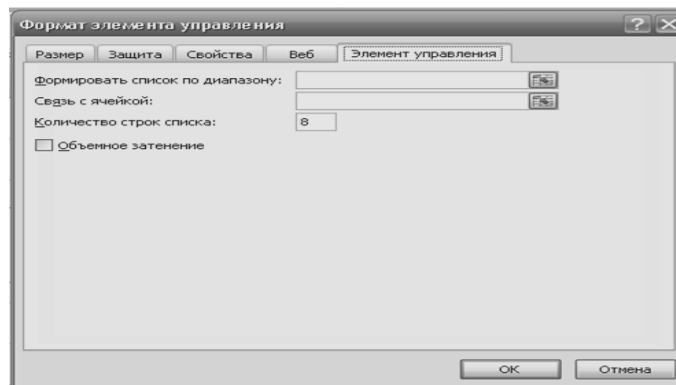 Формат элемента управления
Размер Защита Свойства Веб Элемент управления
Формировать список по диапазону:
Связь с ячейкой:
Количество строк списка: 8
Объемное затенение
ОК Отмена